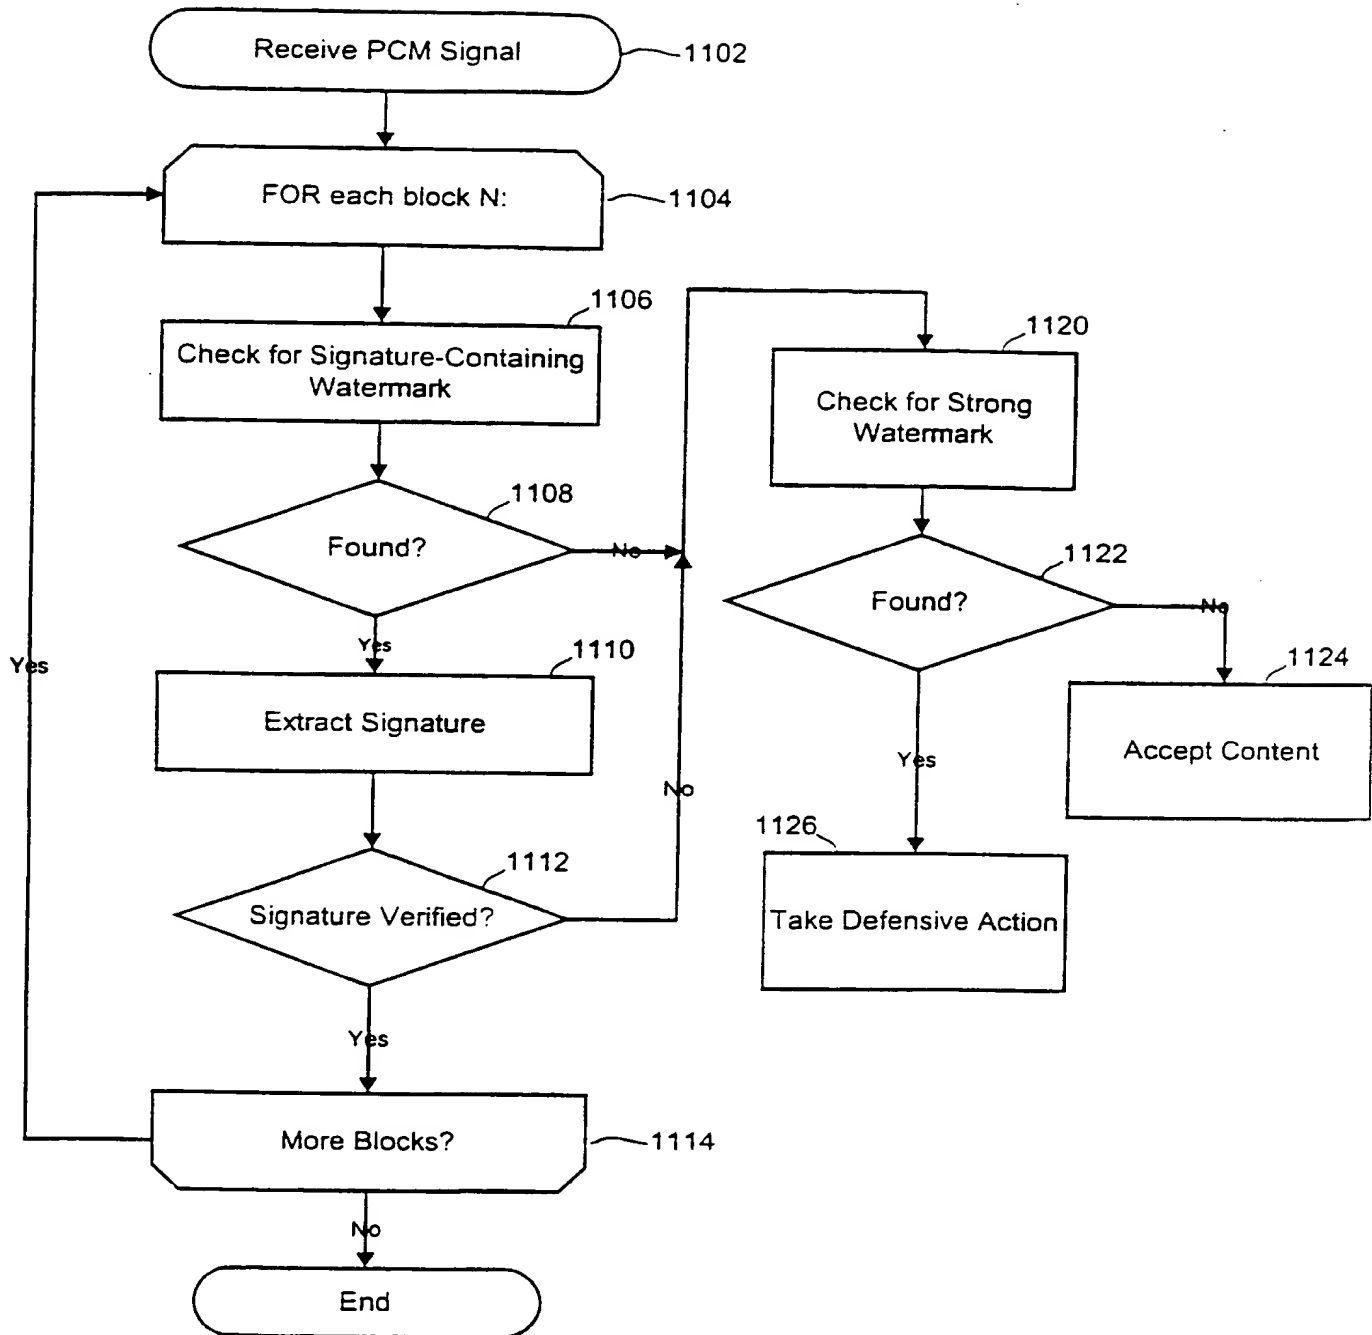 Receive PCM Signal
1102
FOR each block N:
1104
1106
Check for Signature-Containing
Watermark
1108
Found?
No
Yes
1110
Extract Signature
1112
Signature Verified?
No
Yes
More Blocks?
1114
Yes
No
End
1120
Check for Strong
Watermark
1122
Found?
No
1124
Accept Content
Yes
1126
Take Defensive Action